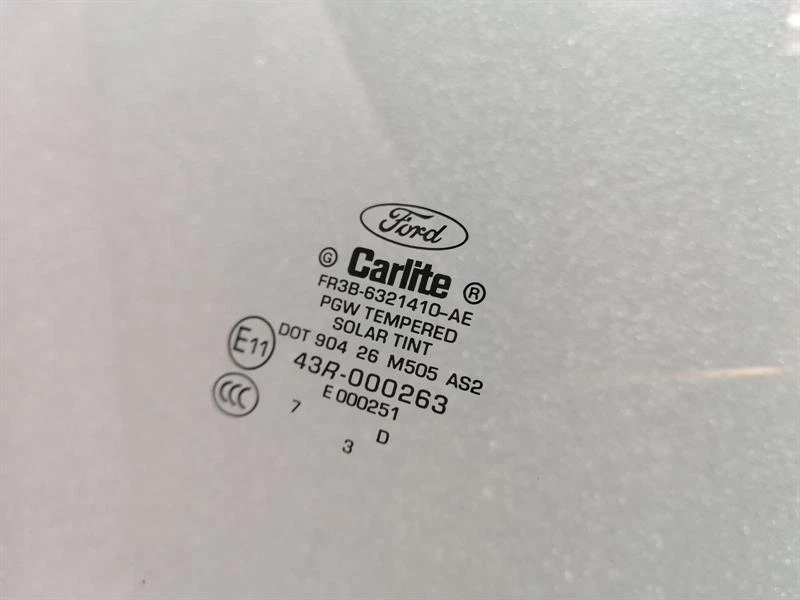 Ford
G Carlite ®
FR3B-6321410-AE
PGW TEMPERED
SOLAR TINT
DOT 904 26 M505 AS2
E11 43R-000263
E 000251
CCC
7 D
3